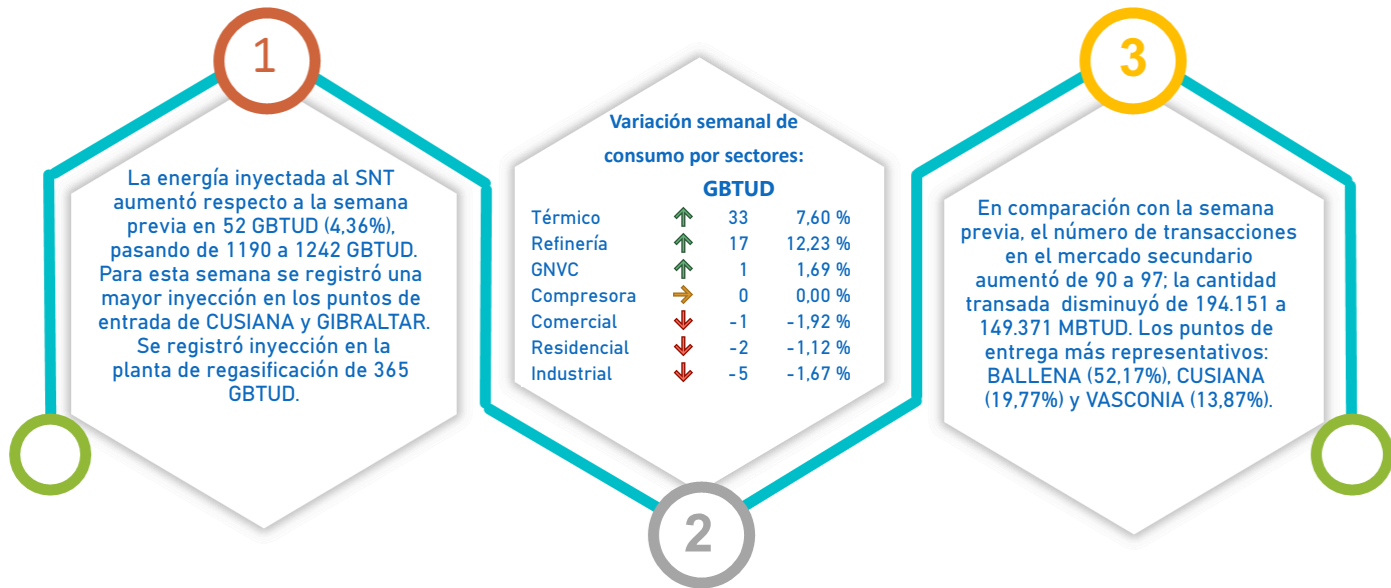 1
La energía inyectada al SNT
aumentó respecto a la semana
previa en 52 GBTUD (4,36%),
pasando de 1190 a 1242 GBTUD.
Para esta semana se registró una
mayor inyección en los puntos de
entrada de CUSIANA y GIBRALTAR.
Se registró inyección en la
planta de regasificación de 365
GBTUD.
Variación semanal de
consumo por sectores:
GBTUD
Térmico 33 7,60 %
Refinería 17 12,23 %
GNVC 1 1,69 %
Compresora 0 0,00 %
Comercial -1 -1,92 %
Residencial -2 -1,12 %
Industrial -5 -1,67 %
2
3
En comparación con la semana
previa, el número de transacciones
en el mercado secundario
aumentó de 90 a 97; la cantidad
transada disminuyó de 194.151 a
149.371 MBTUD. Los puntos de
entrega más representativos:
BALLENA (52,17%), CUSIANA
(19,77%) y VASCONIA (13,87%).